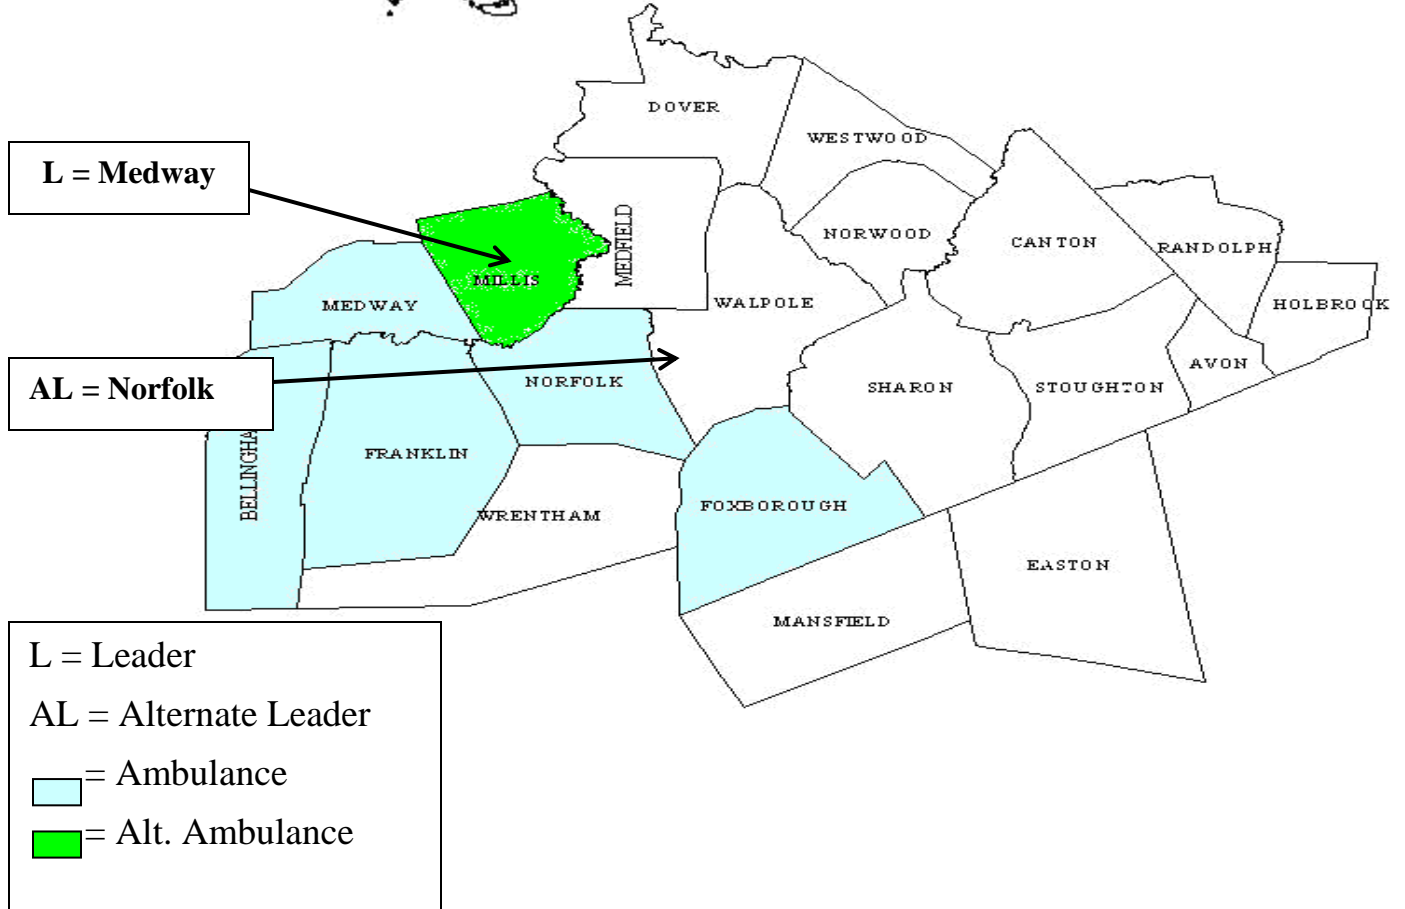 DOVER
WESTWOOD
L = Medway
MEDFIELD
NORWOOD
CANTON
RANDOLPH
MILLIS
MEDWAY
WALPOLE
HOLBROOK
AL = Norfolk
NORFOLK
SHARON
STOUGHTON
AVON
BELLINGHA
FRANKLIN
WRENTHAM
FOXBOROUGH
EASTON
MANSFIELD
L = Leader
AL = Alternate Leader
= Ambulance
= Alt. Ambulance